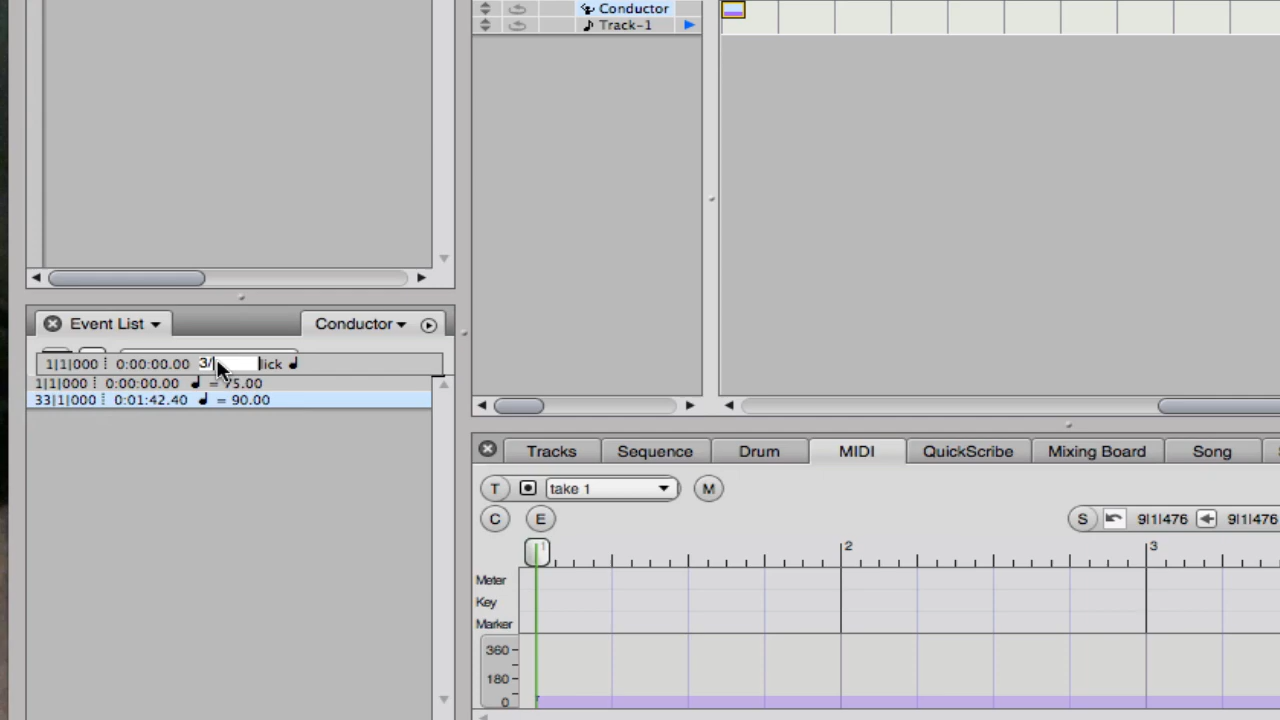 Conductor
Track-1
Event List
Conductor
1|1|000 0:00:00.00 3/ lick ♩
1|1|000 0:00:00.00 ♩ = 75.00
33|1|000 0:01:42.40 ♩ = 90.00
Tracks Sequence Drum MIDI QuickScribe Mixing Board Song
T take 1 M
C E S 9|1|476 9|1|476
1 2 3
Meter
Key
Marker
360
180
0